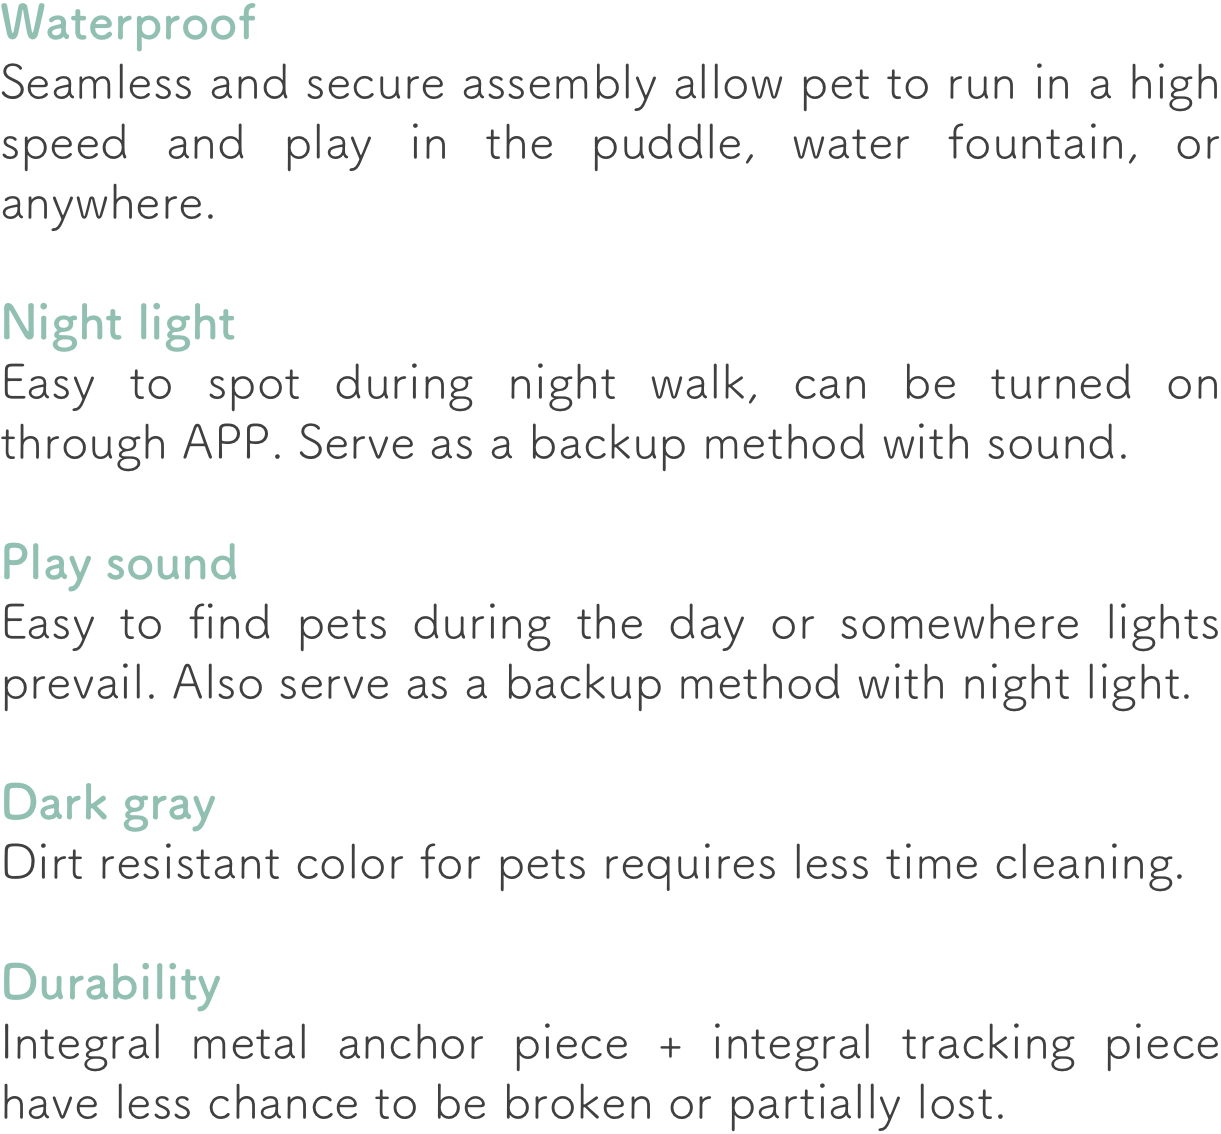 Waterproof
Seamless and secure assembly allow pet to run in a high
speed and play in the puddle, water fountain, or
anywhere.
Night light
Easy to spot during night walk, can be turned on
through APP. Serve as a backup method with sound.
Play sound
Easy to find pets during the day or somewhere lights
prevail. Also serve as a backup method with night light.
Dark gray
Dirt resistant color for pets requires less time cleaning.
Durability
Integral metal anchor piece + integral tracking piece
have less chance to be broken or partially lost.